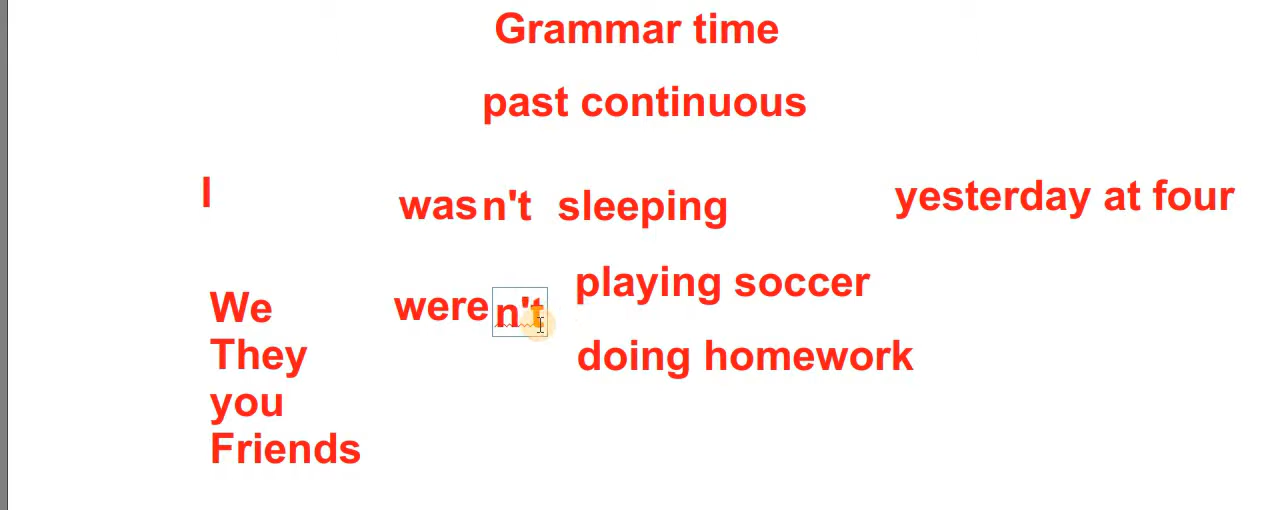 Grammar time
past continuous
I wasn't sleeping yesterday at four
playing soccer
We weren't
They doing homework
you
Friends